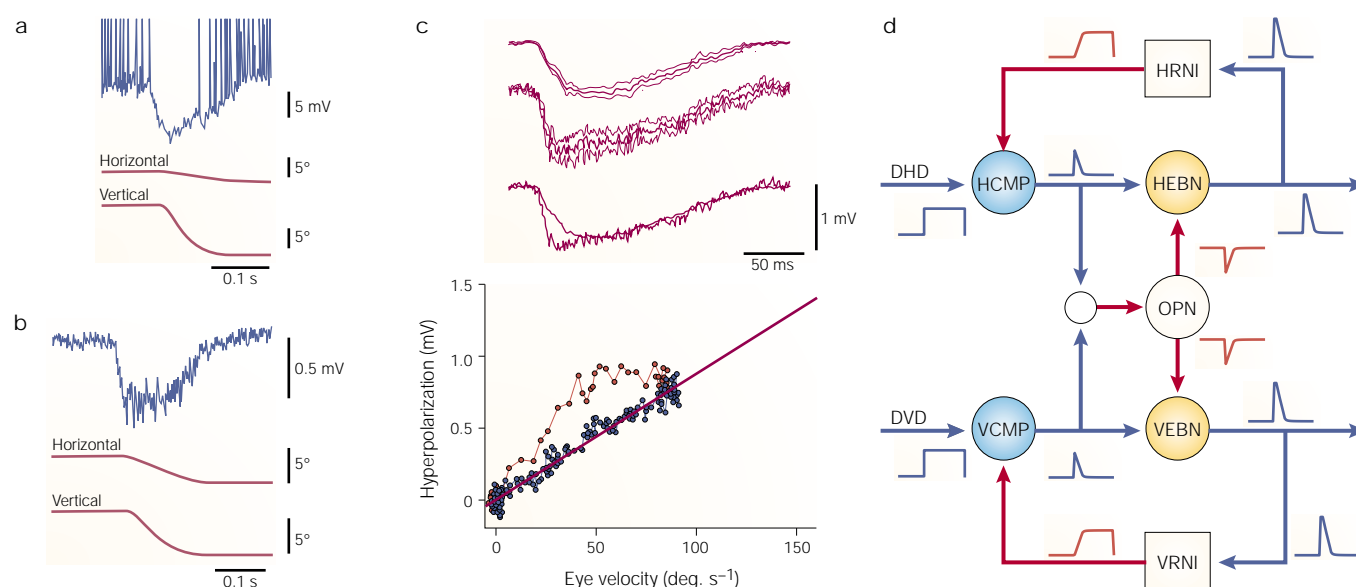 a
5 mV
Horizontal
5°
Vertical
5°
0.1 s
b
0.5 mV
Horizontal
5°
Vertical
5°
0.1 s
c
1 mV
50 ms
1.5
1.0
0.5
0
0
50
100
150
Hyperpolarization (mV)
Eye velocity (deg. s–1)
d
HRNI
DHD
HCMP
HEBN
OPN
DVD
VCMP
VEBN
VRNI